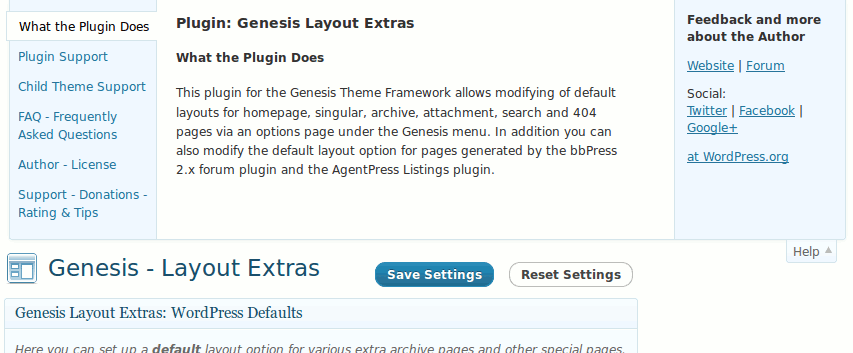 What the Plugin Does
Plugin Support
Child Theme Support
FAQ - Frequently
Asked Questions
Author - License
Support - Donations -
Rating & Tips
Plugin: Genesis Layout Extras
What the Plugin Does
This plugin for the Genesis Theme Framework allows modifying of default
layouts for homepage, singular, archive, attachment, search and 404
pages via an options page under the Genesis menu. In addition you can
also modify the default layout option for pages generated by the bbPress
2.x forum plugin and the AgentPress Listings plugin.
Feedback and more
about the Author
Website | Forum
Social:
Twitter | Facebook |
Google+
at WordPress.org
Help
Genesis - Layout Extras
Save Settings
Reset Settings
Genesis Layout Extras: WordPress Defaults
Here you can set up a default layout option for various extra archive pages and other special pages.